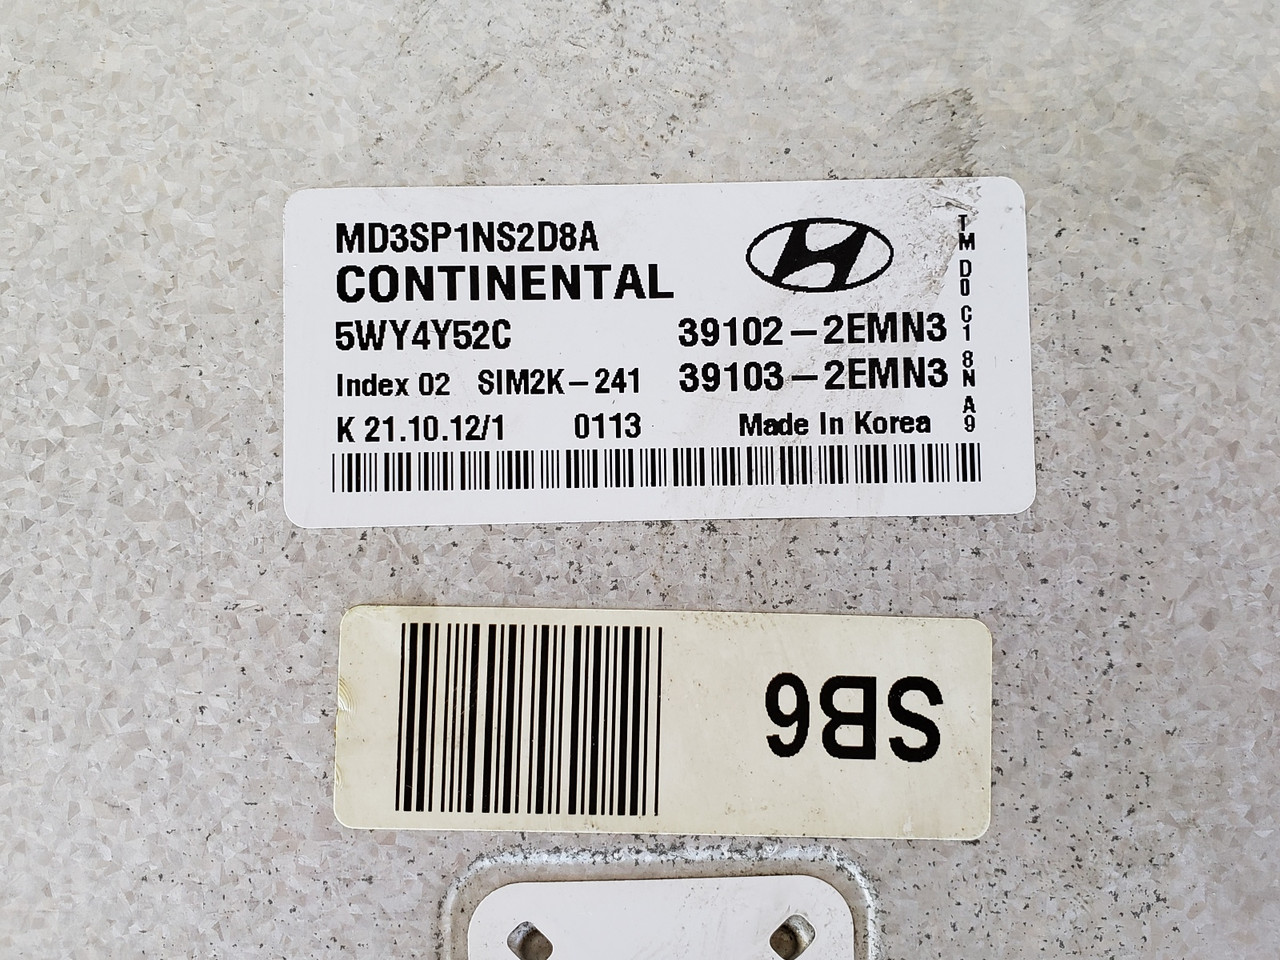 MD3SP1NS2D8A
CONTINENTAL
5WY4Y52C 39102-2EMN3
Index 02 SIM2K-241 39103-2EMN3
K 21.10.12/1 0113 Made In Korea
TM D0 C1 8N A9
SB6